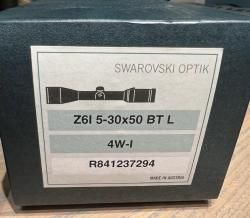 SWAROVSKI OPTIK
Z6I 5-30x50 BT L
4W-I
R841237294
MADE IN AUSTRIA